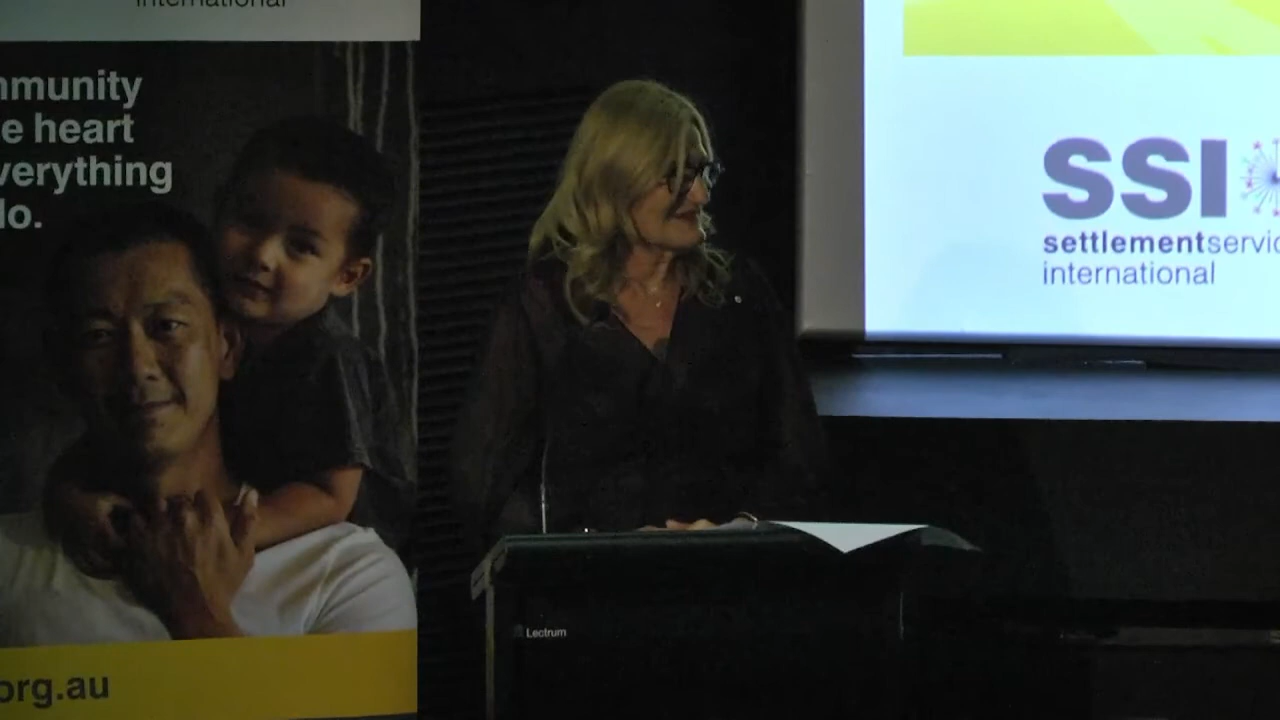 international
mmunity
e heart
verything
do.
org.au
SSI
settlementservic
international
Lectrum